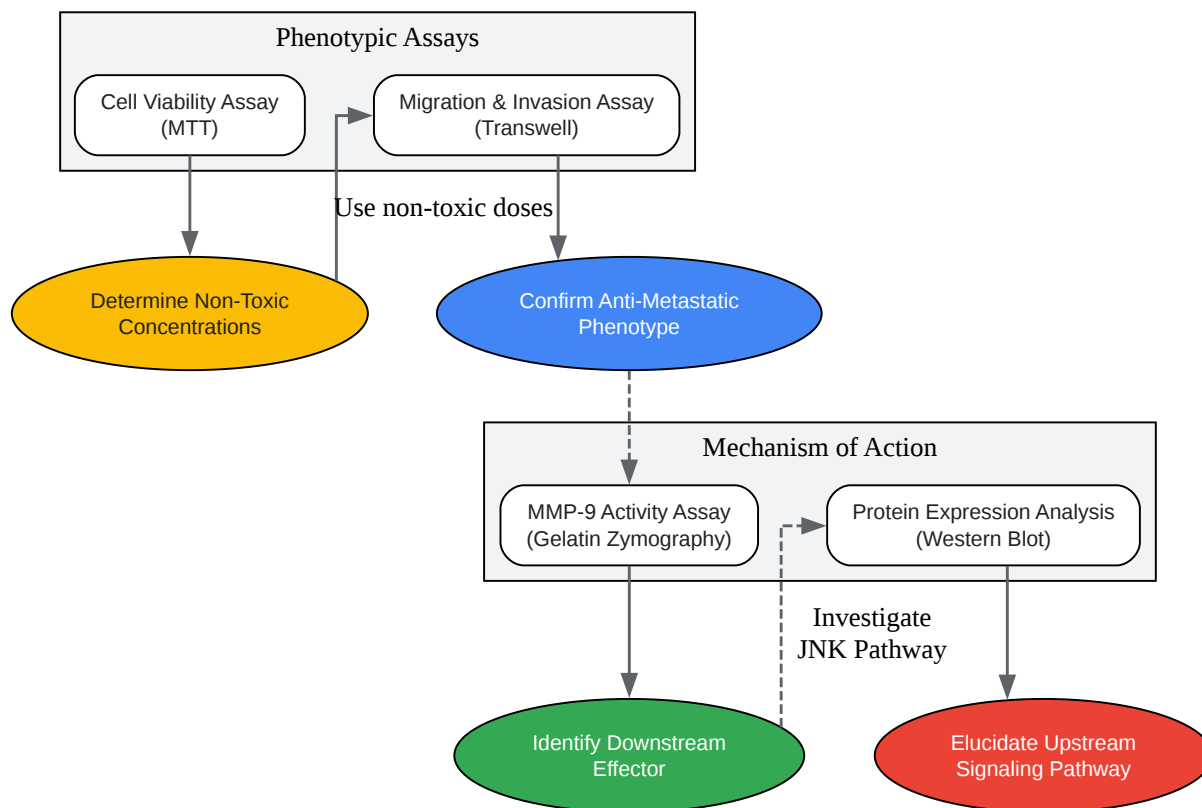 Phenotypic Assays
Cell Viability Assay
(MTT)
Migration & Invasion Assay
(Transwell)
Use non-toxic doses
Determine Non-Toxic
Concentrations
Confirm Anti-Metastatic
Phenotype
Mechanism of Action
MMP-9 Activity Assay
(Gelatin Zymography)
Protein Expression Analysis
(Western Blot)
Investigate
JNK Pathway
Identify Downstream
Effector
Elucidate Upstream
Signaling Pathway